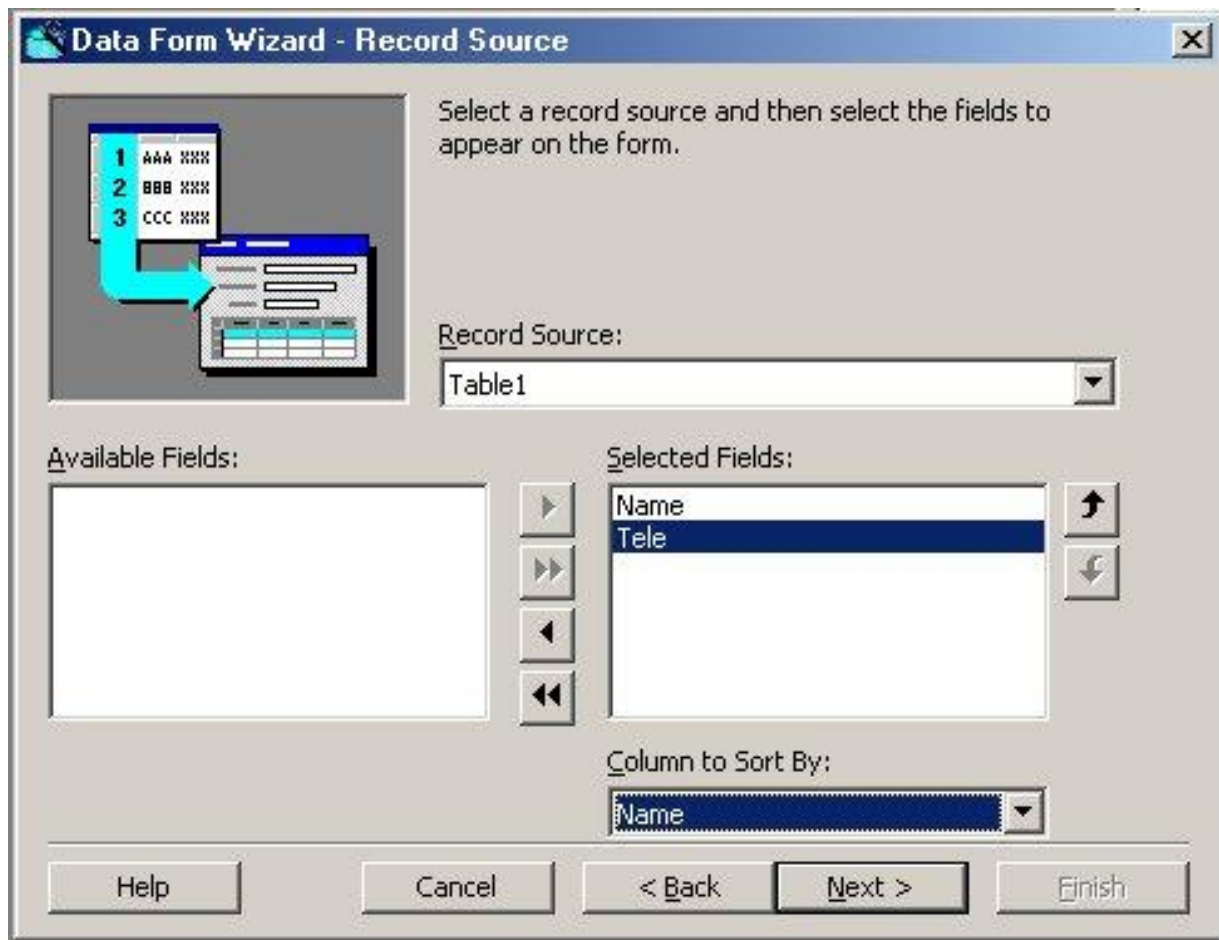 Data Form Wizard - Record Source
Select a record source and then select the fields to
appear on the form.
1 AAA XXX
2 BBB XXX
3 CCC XXX
Record Source:
Table1
Available Fields:
Selected Fields:
Name
Tele
Column to Sort By:
Name
Help
Cancel
< Back
Next >
Finish